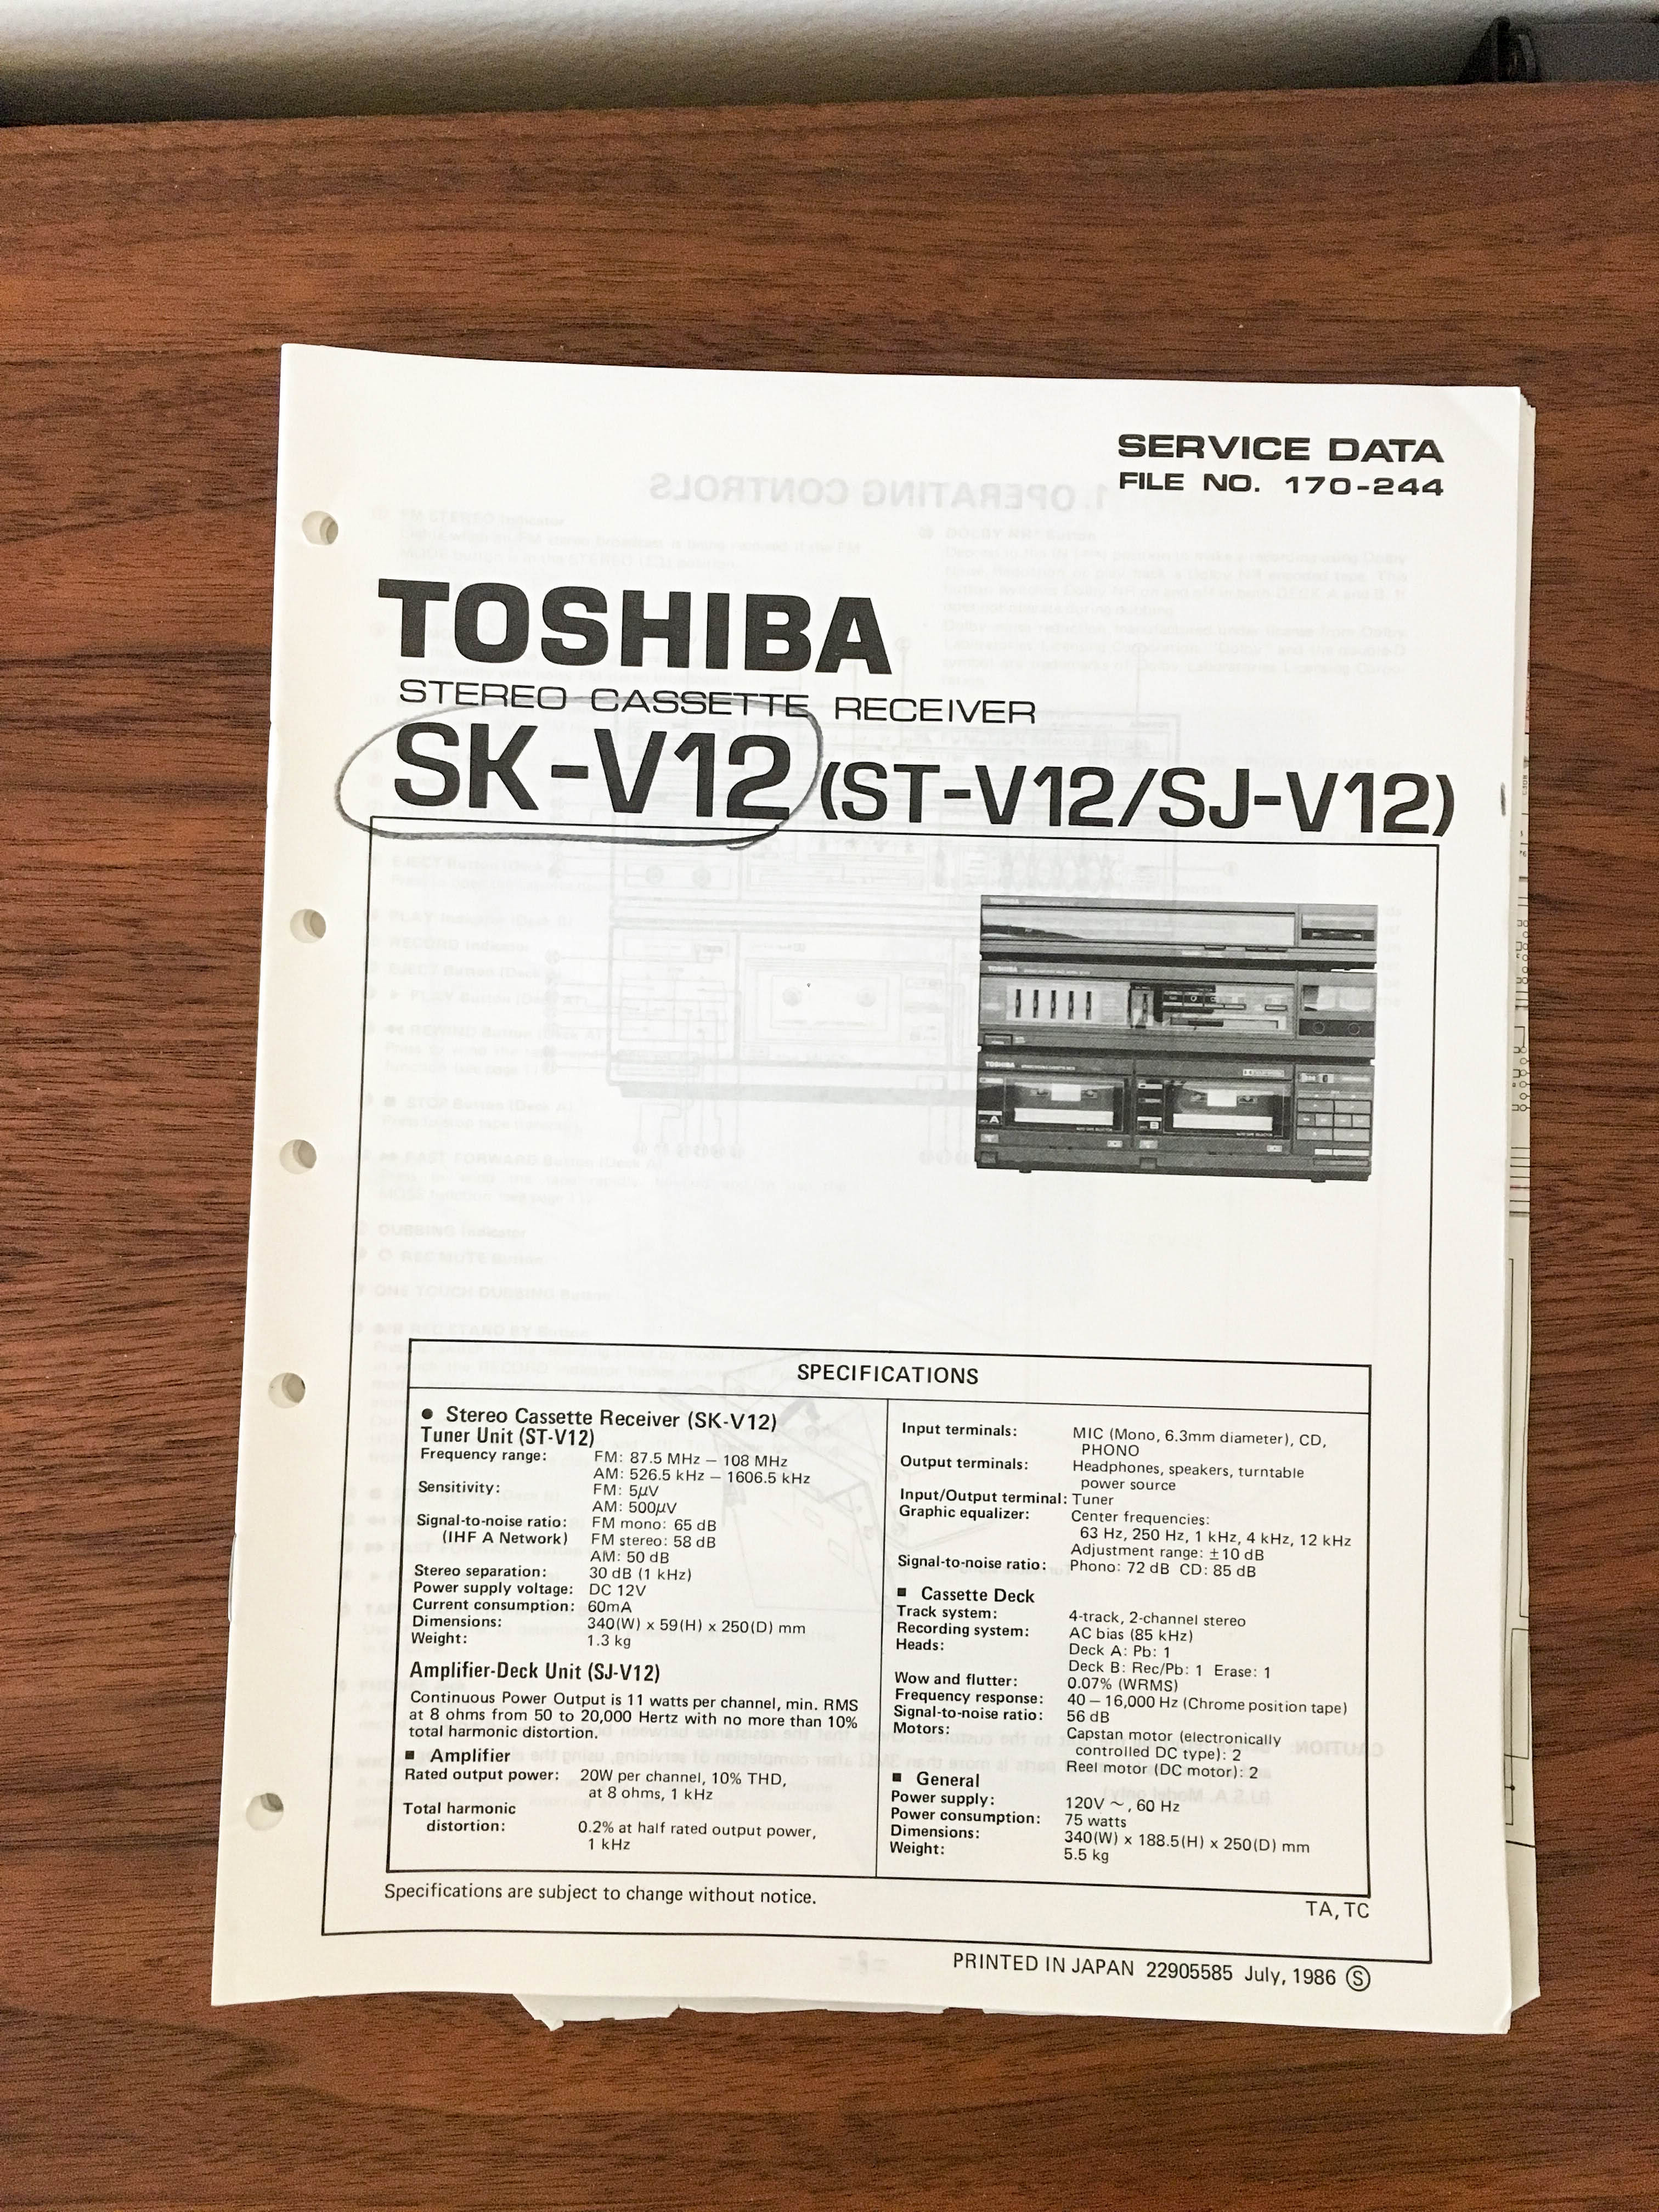 SERVICE DATA
FILE NO. 170-244
TOSHIBA
STEREO CASSETTE RECEIVER
SK-V12 (ST-V12/SJ-V12)
SPECIFICATIONS
● Stereo Cassette Receiver (SK-V12)
Tuner Unit (ST-V12)
Frequency range: FM: 87.5 MHz – 108 MHz
AM: 526.5 kHz – 1606.5 kHz
Sensitivity: FM: 5μV
AM: 500μV
Signal-to-noise ratio: FM mono: 65 dB
(IHF A Network) FM stereo: 58 dB
AM: 50 dB
Stereo separation: 30 dB (1 kHz)
Power supply voltage: DC 12V
Current consumption: 60mA
Dimensions: 340(W) x 59(H) x 250(D) mm
Weight: 1.3 kg
Amplifier-Deck Unit (SJ-V12)
Continuous Power Output is 11 watts per channel, min. RMS
at 8 ohms from 50 to 20,000 Hertz with no more than 10%
total harmonic distortion.
■ Amplifier
Rated output power: 20W per channel, 10% THD,
at 8 ohms, 1 kHz
Total harmonic
distortion: 0.2% at half rated output power,
1 kHz
Input terminals: MIC (Mono, 6.3mm diameter), CD,
PHONO
Output terminals: Headphones, speakers, turntable
power source
Input/Output terminal: Tuner
Graphic equalizer: Center frequencies:
63 Hz, 250 Hz, 1 kHz, 4 kHz, 12 kHz
Adjustment range: ±10 dB
Signal-to-noise ratio: Phono: 72 dB CD: 85 dB
■ Cassette Deck
Track system: 4-track, 2-channel stereo
Recording system: AC bias (85 kHz)
Heads: Deck A: Pb: 1
Deck B: Rec/Pb: 1 Erase: 1
Wow and flutter: 0.07% (WRMS)
Frequency response: 40 – 16,000 Hz (Chrome position tape)
Signal-to-noise ratio: 56 dB
Motors: Capstan motor (electronically
controlled DC type): 2
Reel motor (DC motor): 2
■ General
Power supply: 120V ~, 60 Hz
Power consumption: 75 watts
Dimensions: 340(W) x 188.5(H) x 250(D) mm
Weight: 5.5 kg
Specifications are subject to change without notice.
TA, TC
PRINTED IN JAPAN 22905585 July, 1986 Ⓢ